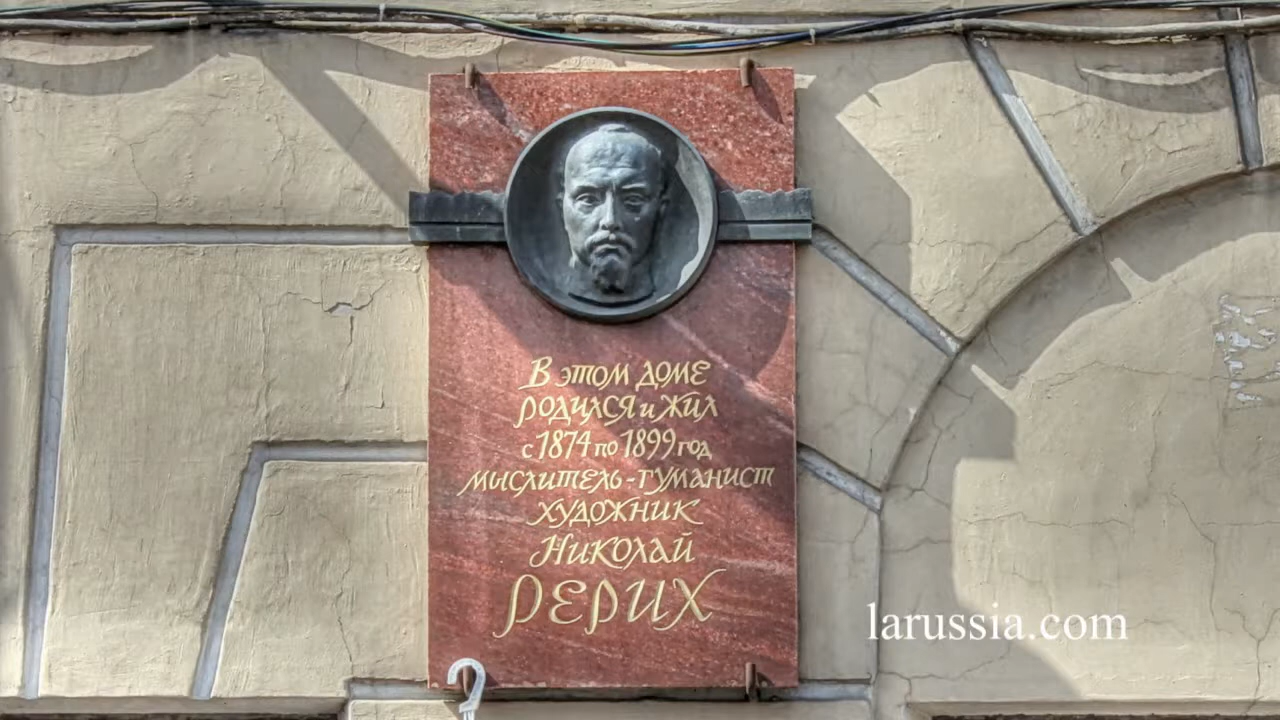 В этом доме
родился и жил
с 1874 по 1899 год
мыслитель-гуманист
художник
Николай
Рерих
larussia.com